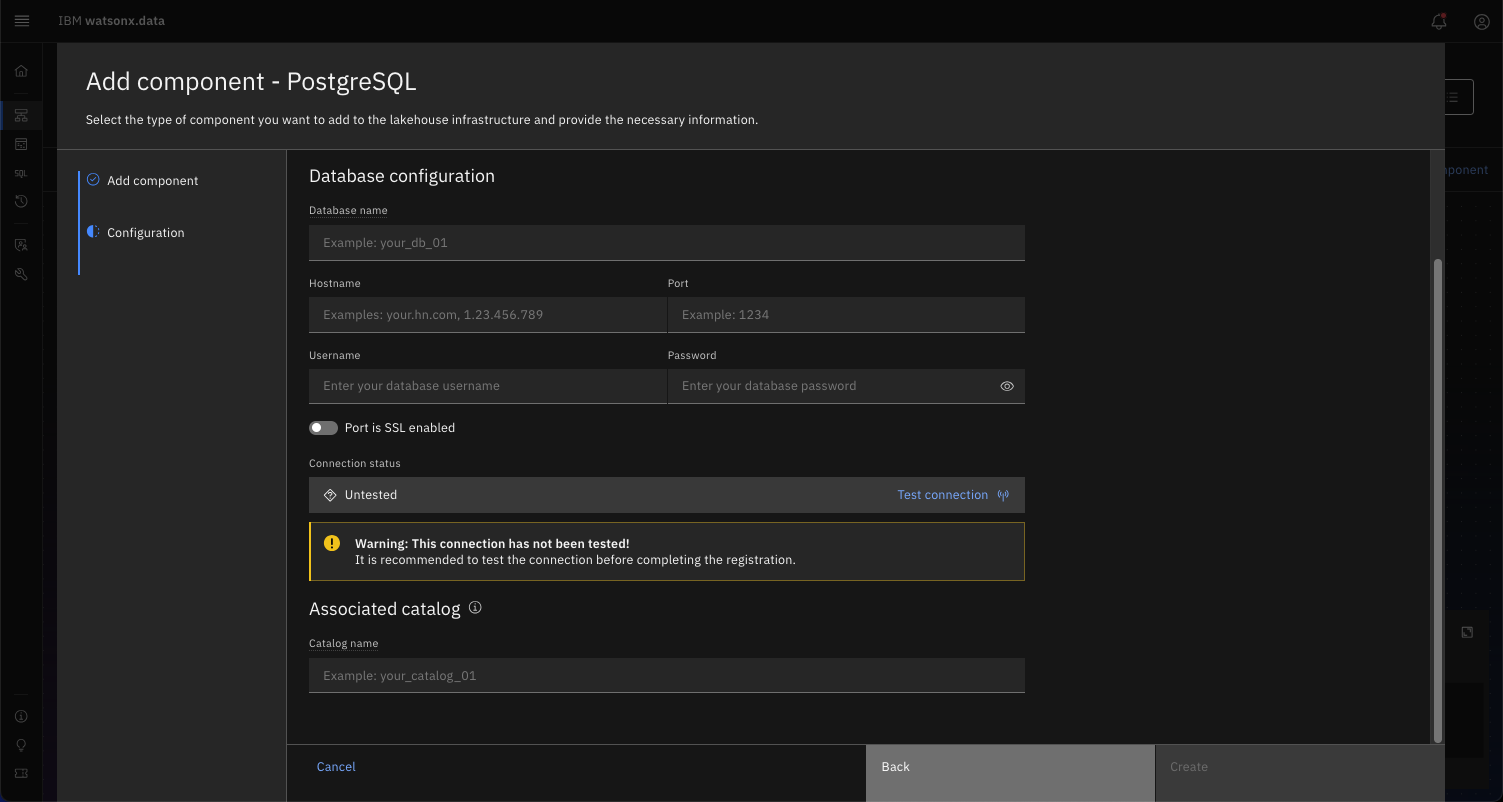 IBM watsonx.data
Add component - PostgreSQL
Select the type of component you want to add to the lakehouse infrastructure and provide the necessary information.
ponent
SQL
Add component
Configuration
Database configuration
Database name
Example: your_db_01
Hostname Port
Examples: your.hn.com, 1.23.456.789 Example: 1234
Username Password
Enter your database username Enter your database password
Port is SSL enabled
Connection status
Untested Test connection
Warning: This connection has not been tested!
It is recommended to test the connection before completing the registration.
Associated catalog
Catalog name
Example: your_catalog_01
Cancel Back Create